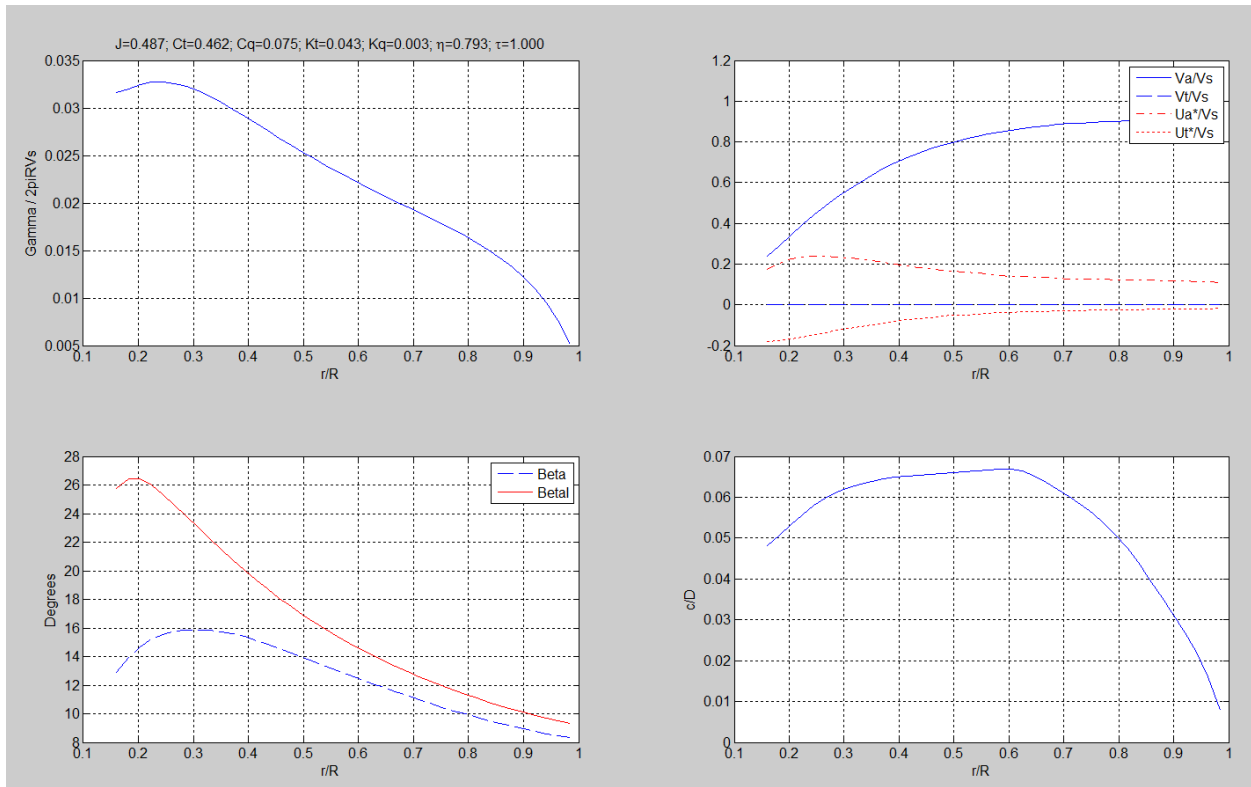 J=0.487; Ct=0.462; Cq=0.075; Kt=0.043; Kq=0.003; η=0.793; τ=1.000
0.035
0.03
0.025
0.02
0.015
0.01
0.005
Gamma / 2piRVs
0.1 0.2 0.3 0.4 0.5 0.6 0.7 0.8 0.9 1
r/R
1.2
1
0.8
0.6
0.4
0.2
0
-0.2
Va/Vs
Vt/Vs
Ua*/Vs
Ut*/Vs
0.1 0.2 0.3 0.4 0.5 0.6 0.7 0.8 0.9 1
r/R
28
26
24
22
20
18
16
14
12
10
8
Degrees
Beta
BetaI
0.1 0.2 0.3 0.4 0.5 0.6 0.7 0.8 0.9 1
r/R
0.07
0.06
0.05
0.04
0.03
0.02
0.01
0
c/D
0.1 0.2 0.3 0.4 0.5 0.6 0.7 0.8 0.9 1
r/R